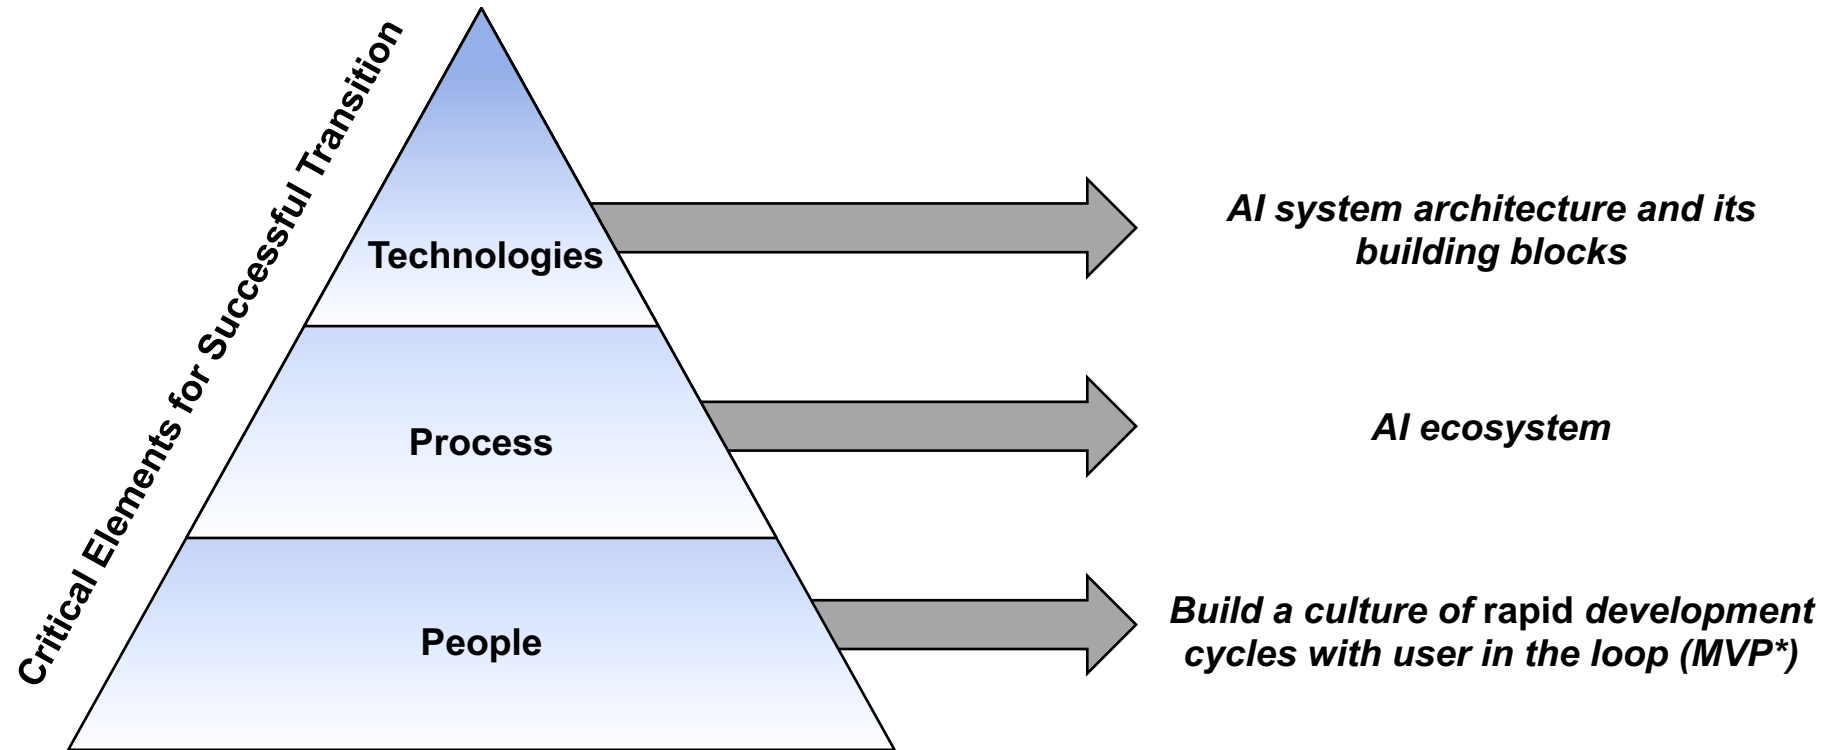 Critical Elements for Successful Transition
Technologies
AI system architecture and its
building blocks
Process
AI ecosystem
People
Build a culture of rapid development
cycles with user in the loop (MVP*)